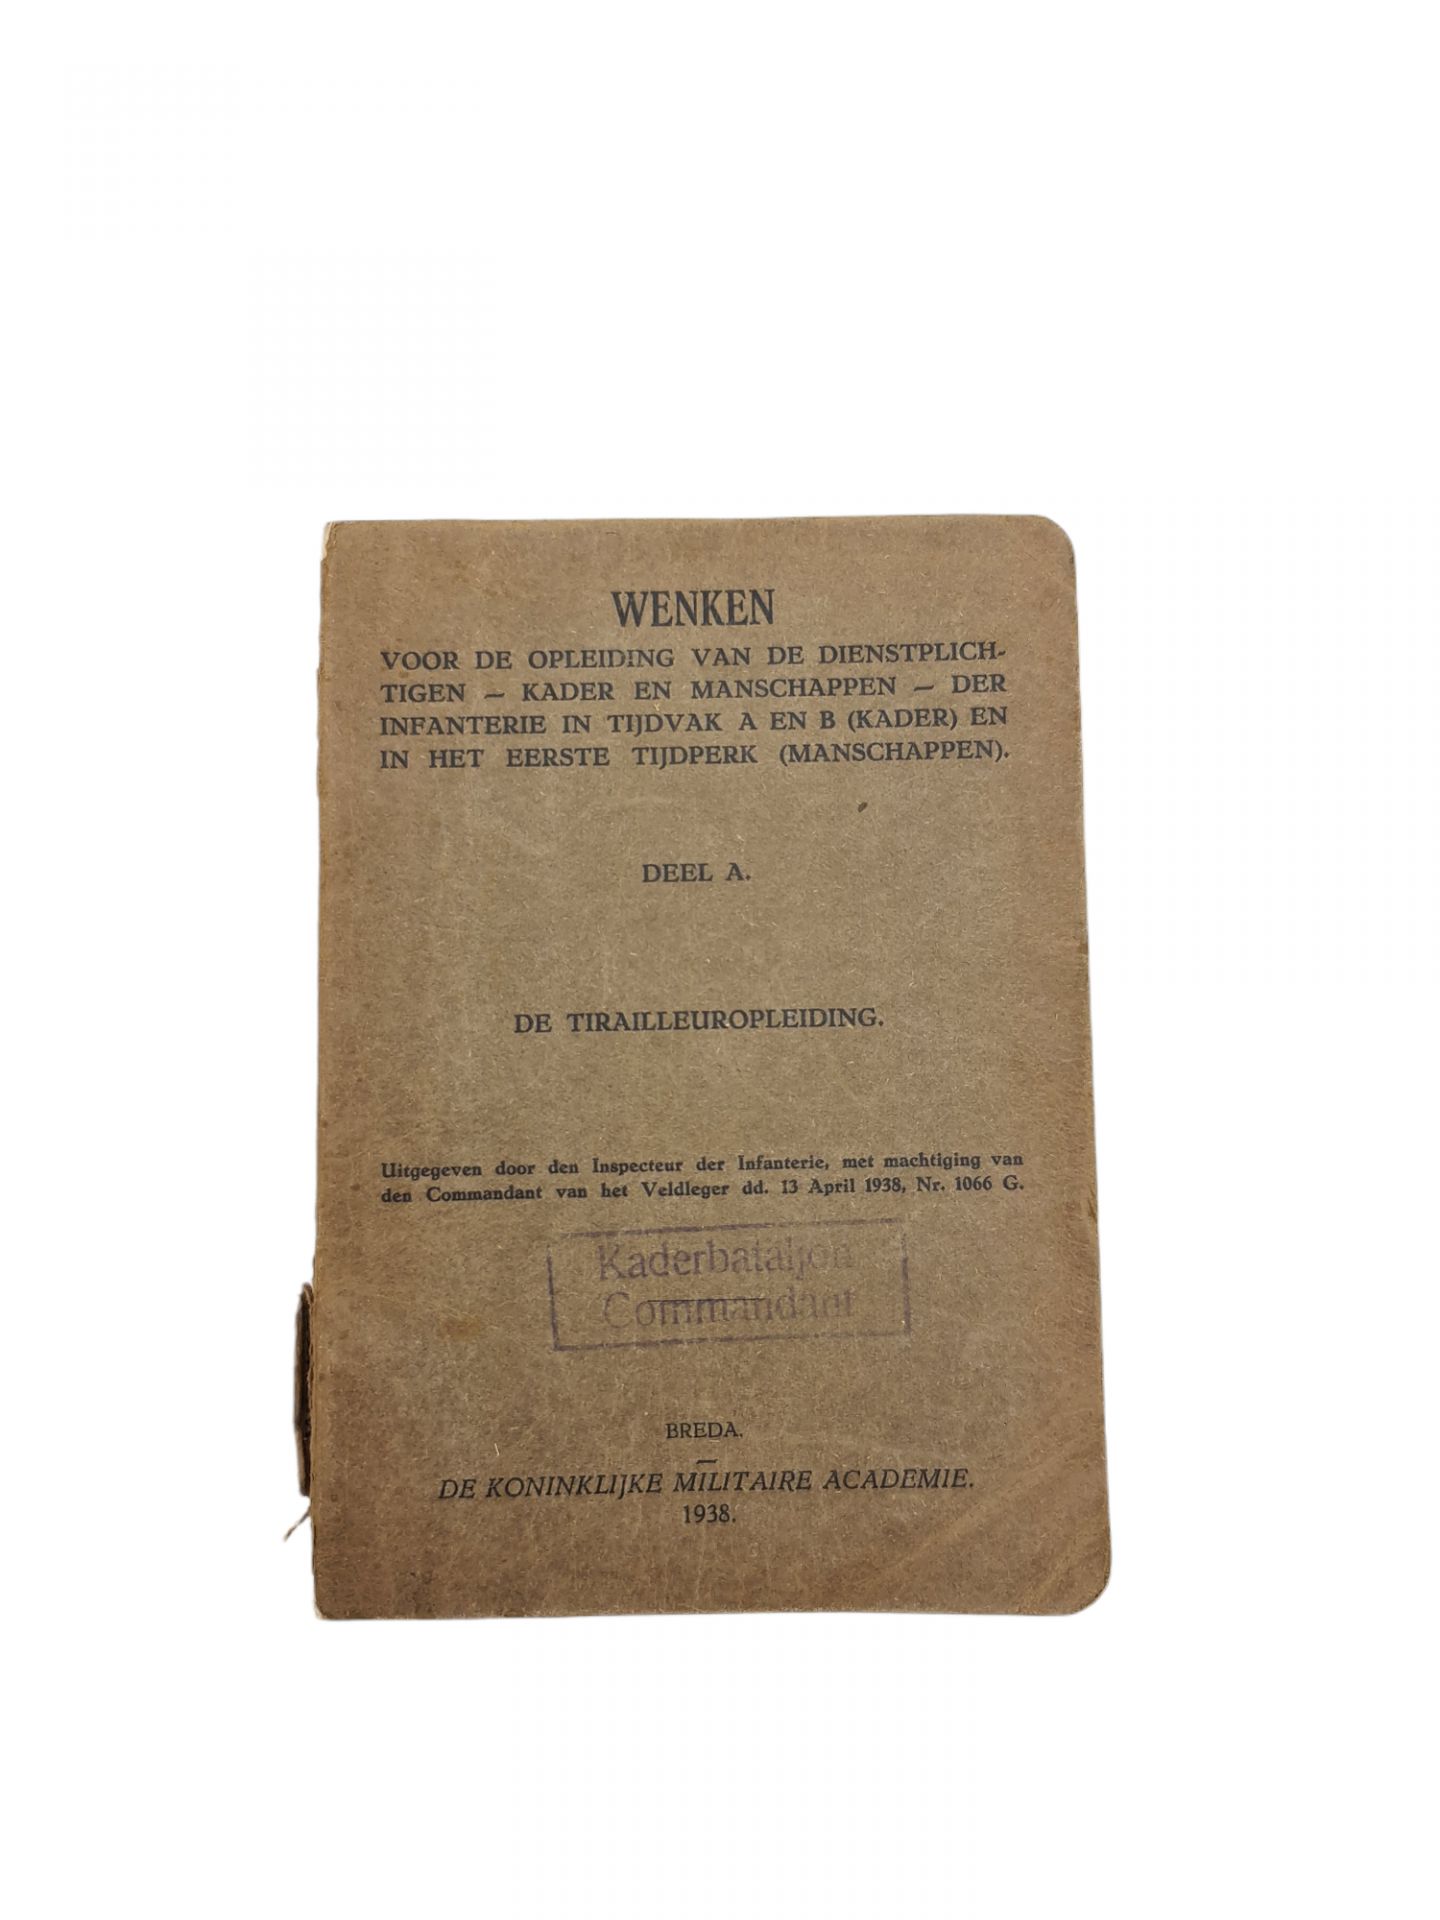 WENKEN
VOOR DE OPLEIDING VAN DE DIENSTPLICH-
TIGEN — KADER EN MANSCHAPPEN — DER
INFANTERIE IN TIJDVAK A EN B (KADER) EN
IN HET EERSTE TIJDPERK (MANSCHAPPEN).
DEEL A.
DE TIRAILLEUROPLEIDING.
Uitgegeven door den Inspecteur der Infanterie, met machtiging van
den Commandant van het Veldleger dd. 13 April 1938, Nr. 1066 G.
Kaderbataljon
Commandant
BREDA.
DE KONINKLIJKE MILITAIRE ACADEMIE.
1938.